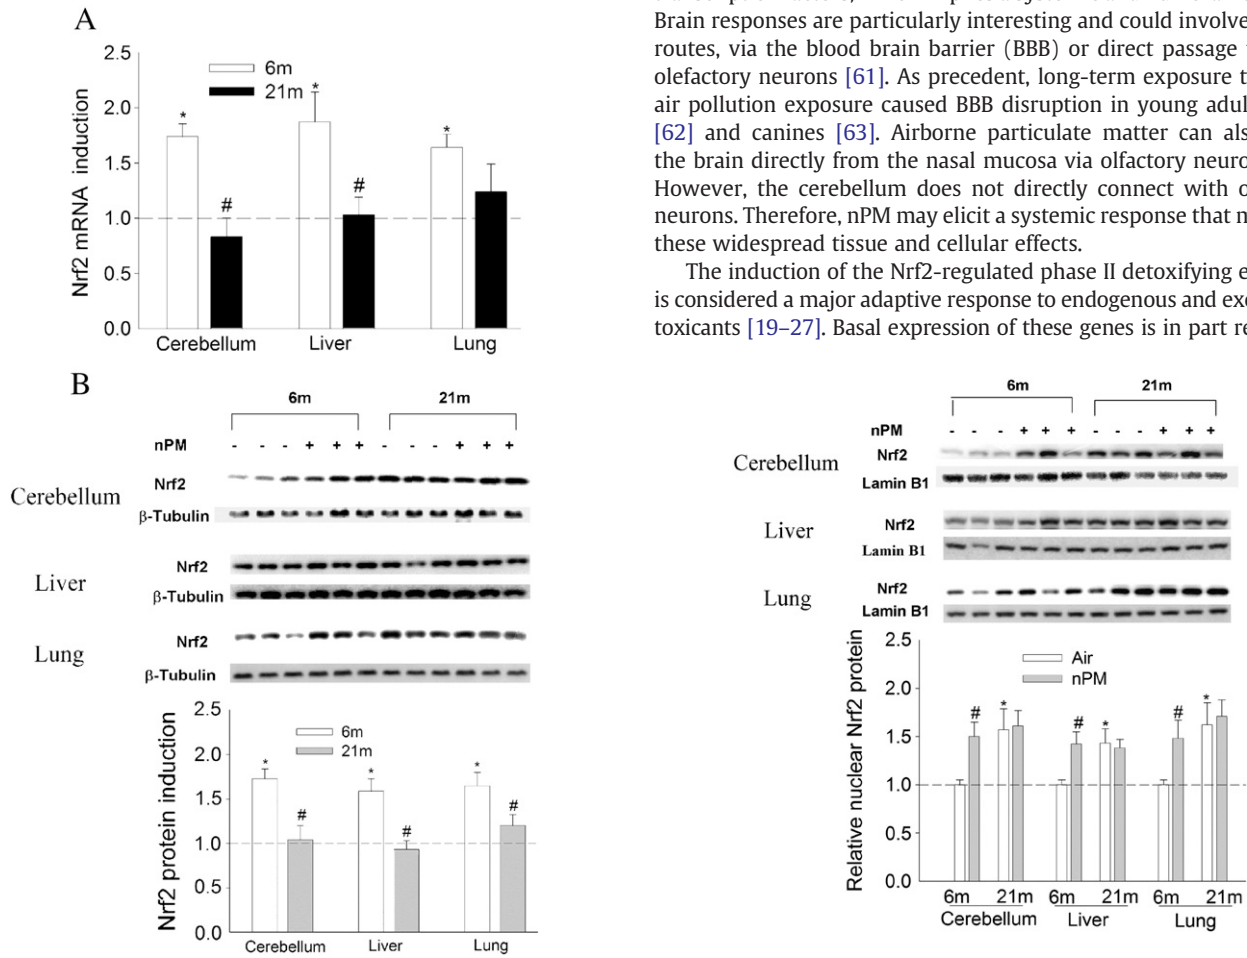 A
2.5
2.0
1.5
1.0
0.5
0.0
Nrf2 mRNA induction
6m
21m
*
#
*
#
*
Cerebellum Liver Lung
Brain responses are particularly interesting and could involve
routes, via the blood brain barrier (BBB) or direct passage
olefactory neurons [61]. As precedent, long-term exposure
air pollution exposure caused BBB disruption in young
[62] and canines [63]. Airborne particulate matter can
the brain directly from the nasal mucosa via olfactory
However, the cerebellum does not directly connect with
neurons. Therefore, nPM may elicit a systemic response that
these widespread tissue and cellular effects.
The induction of the Nrf2-regulated phase II detoxifying
is considered a major adaptive response to endogenous and
toxicants [19–27]. Basal expression of these genes is in part
B
6m 21m
nPM - - - + + + - - - + + +
Cerebellum
Nrf2
β-Tubulin
Liver
Nrf2
β-Tubulin
Lung
Nrf2
β-Tubulin
2.5
2.0
1.5
1.0
0.5
0.0
Nrf2 protein induction
6m
21m
*
#
*
#
*
#
Cerebellum Liver Lung
6m 21m
nPM - - - + + + - - - + + +
Cerebellum
Nrf2
Lamin B1
Liver
Nrf2
Lamin B1
Lung
Nrf2
Lamin B1
2.5
2.0
1.5
1.0
0.5
0.0
Relative nuclear Nrf2 protein
Air
nPM
#
*
#
*
#
*
6m 21m 6m 21m 6m 21m
Cerebellum Liver Lung